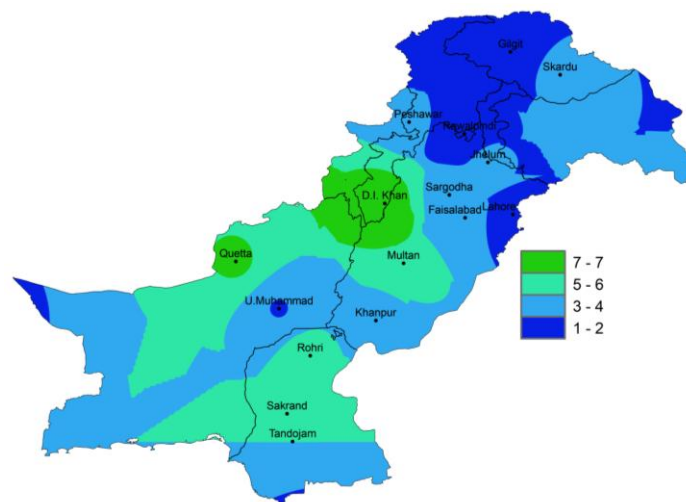 Gilgit
Skardu
Peshawar
Rawalpindi
Jhelum
D.I. Khan
Sargodha
Faisalabad
Lahore
Quetta
Multan
7 - 7
5 - 6
3 - 4
1 - 2
U.Muhammad
Khanpur
Rohri
Sakrand
Tandojam